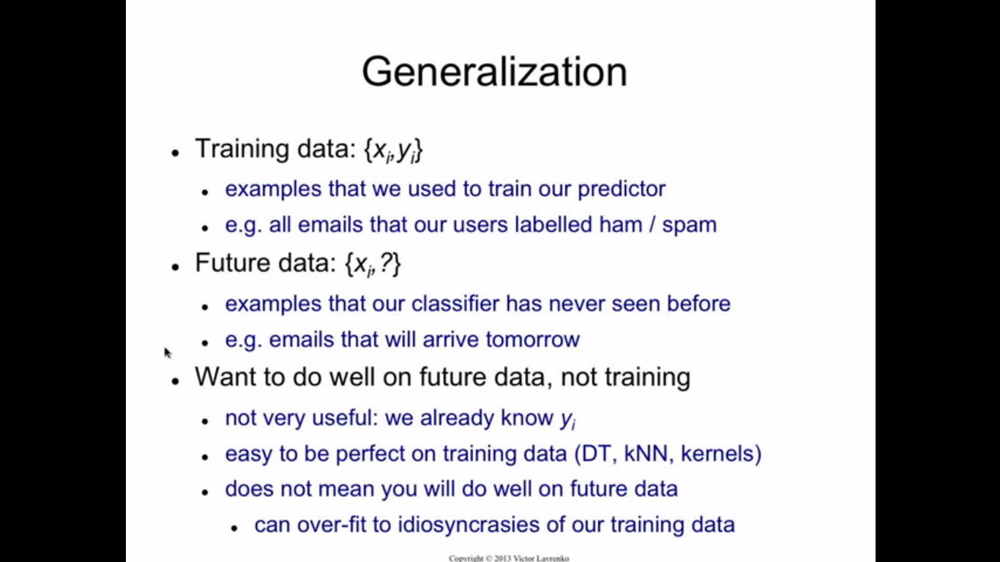 Generalization
• Training data: {xᵢ,yᵢ}
• examples that we used to train our predictor
• e.g. all emails that our users labelled ham / spam
• Future data: {xᵢ,?}
• examples that our classifier has never seen before
• e.g. emails that will arrive tomorrow
• Want to do well on future data, not training
• not very useful: we already know yᵢ
• easy to be perfect on training data (DT, kNN, kernels)
• does not mean you will do well on future data
• can over-fit to idiosyncrasies of our training data
Copyright © 2013 Victor Lavrenko